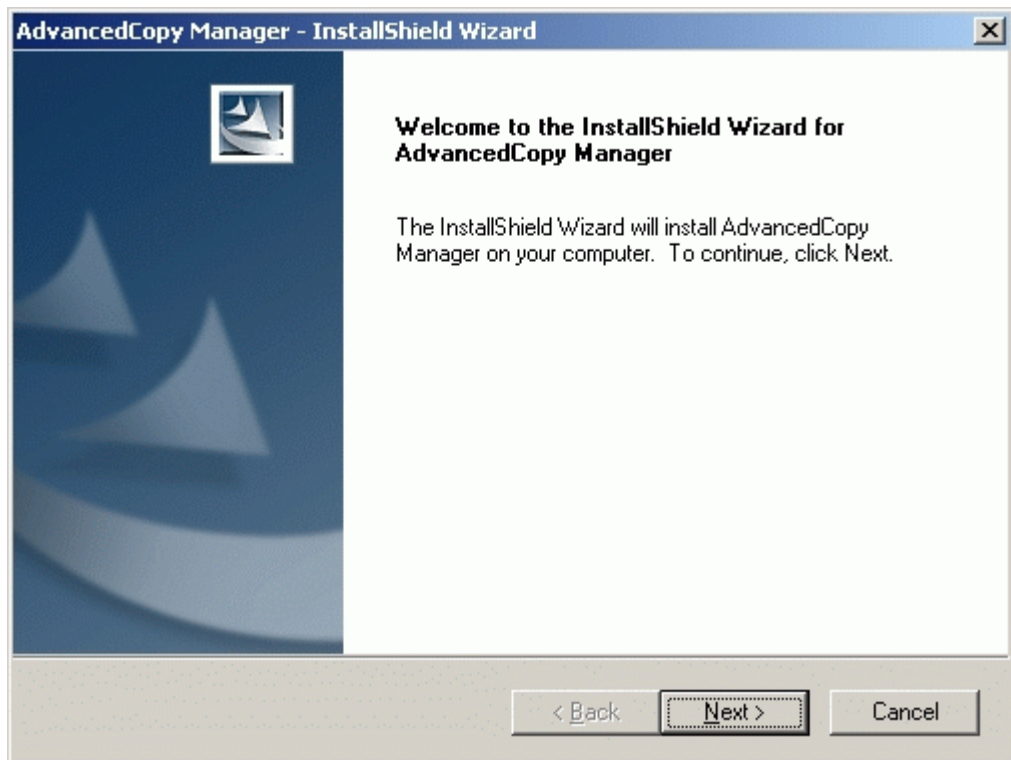 AdvancedCopy Manager - InstallShield Wizard
Welcome to the InstallShield Wizard for
AdvancedCopy Manager
The InstallShield Wizard will install AdvancedCopy
Manager on your computer.  To continue, click Next.
< Back
Next >
Cancel